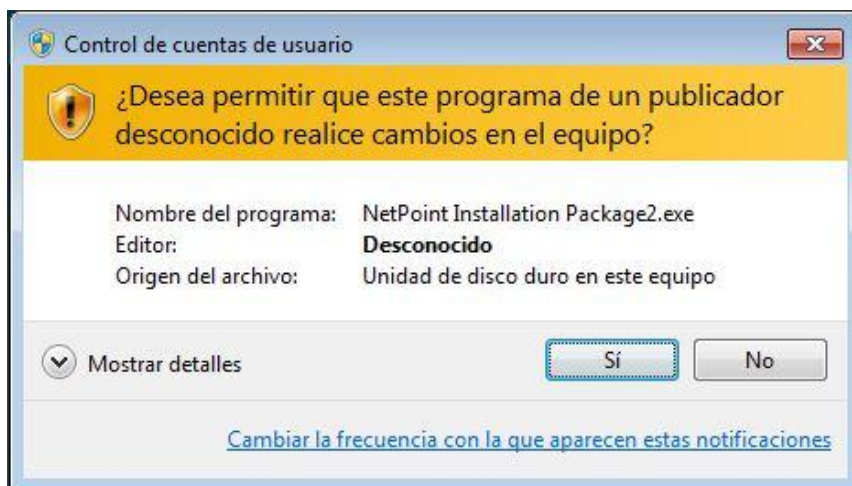 Control de cuentas de usuario
¿Desea permitir que este programa de un publicador
desconocido realice cambios en el equipo?
Nombre del programa: NetPoint Installation Package2.exe
Editor: Desconocido
Origen del archivo: Unidad de disco duro en este equipo
Mostrar detalles Sí No
Cambiar la frecuencia con la que aparecen estas notificaciones